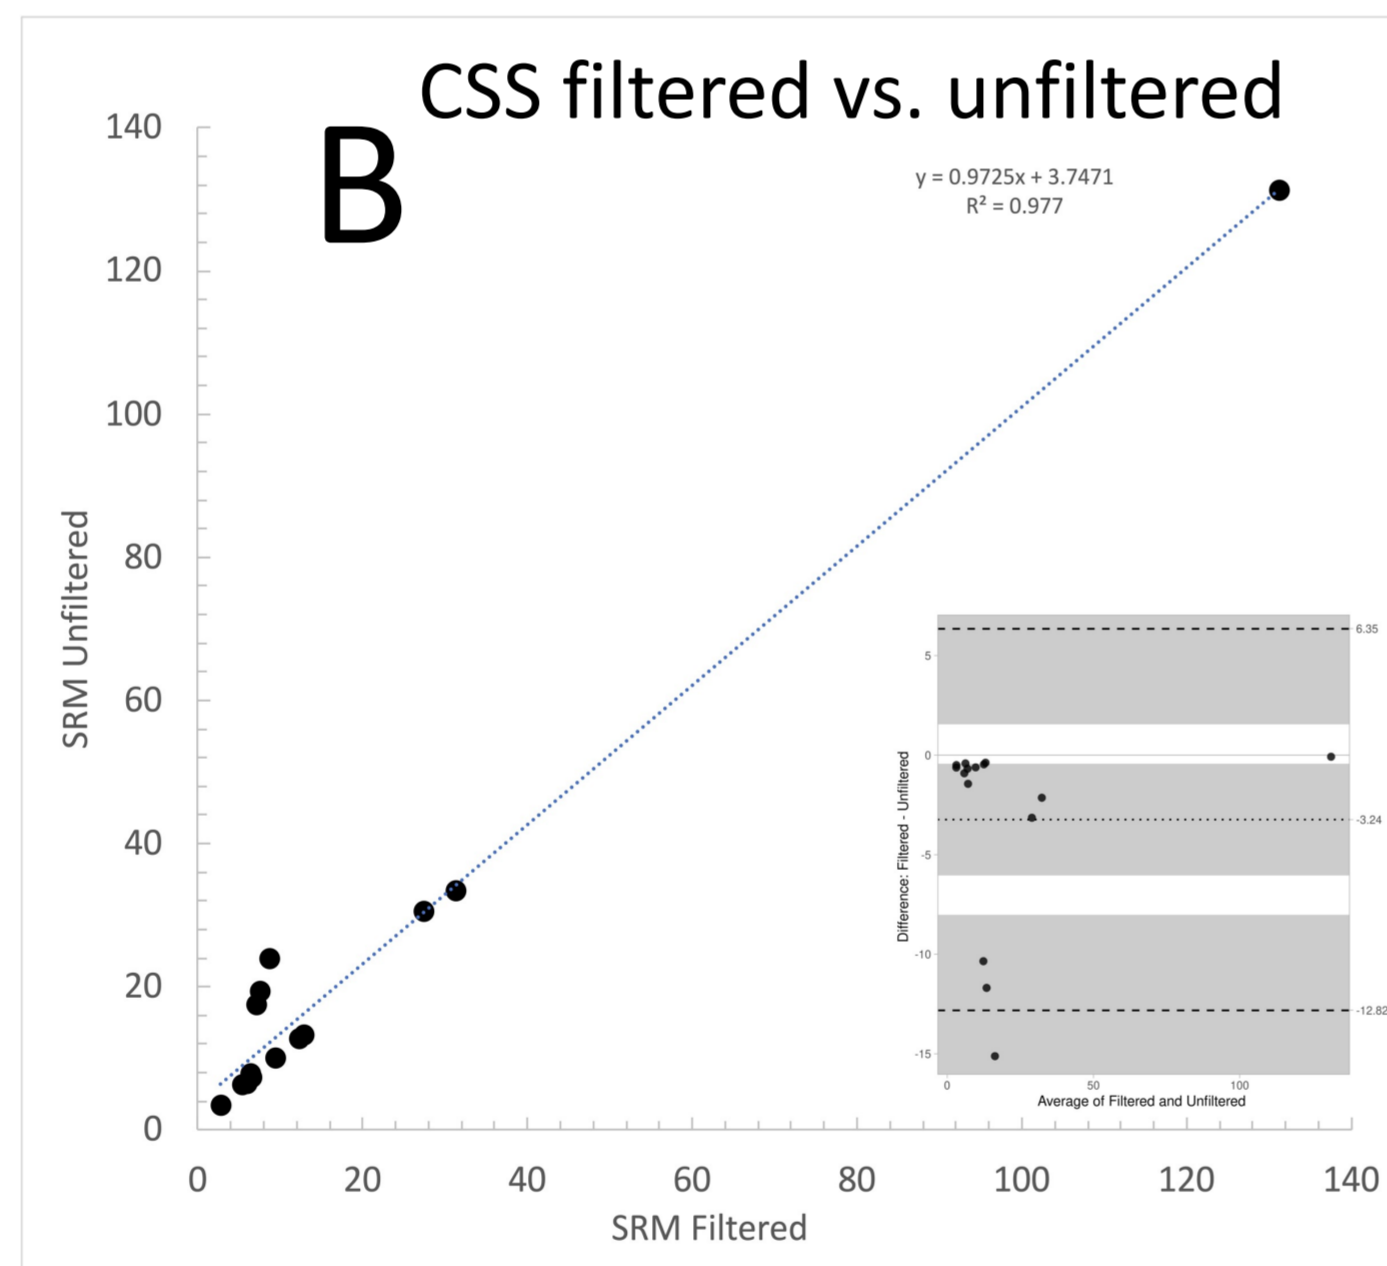 CSS filtered vs. unfiltered
B
y = 0.9725x + 3.7471
R² = 0.977
140
120
100
80
60
40
20
0
SRM Unfiltered
0 20 40 60 80 100 120 140
SRM Filtered
5
0
-5
-10
-15
Difference: Filtered - Unfiltered
6.35
-3.24
-12.82
0 50 100
Average of Filtered and Unfiltered